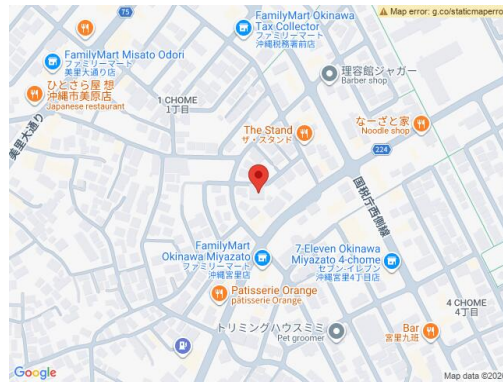 Map error: g.co/staticmaperro
75
FamilyMart Okinawa
Tax Collector
ファミリーマート
沖縄税務署前店
FamilyMart Misato Odori
ファミリーマート
美里大通り店
ひとさら屋 想
沖縄市美原店
Japanese restaurant
理容館ジャガー
Barber shop
1 CHOME
1丁目
なーざと家
Noodle shop
The Stand
ザ・スタンド
美里大通り
224
国税庁西側線
FamilyMart
Okinawa Miyazato
ファミリーマート
沖縄宮里店
7-Eleven Okinawa
Miyazato 4-chome
セブン-イレブン
沖縄宮里4丁目店
Patisserie Orange
pâtisserie Orange
4 CHOME
4丁目
トリミングハウスミミ
Pet groomer
Bar
宮里九班
Google
Map data ©202